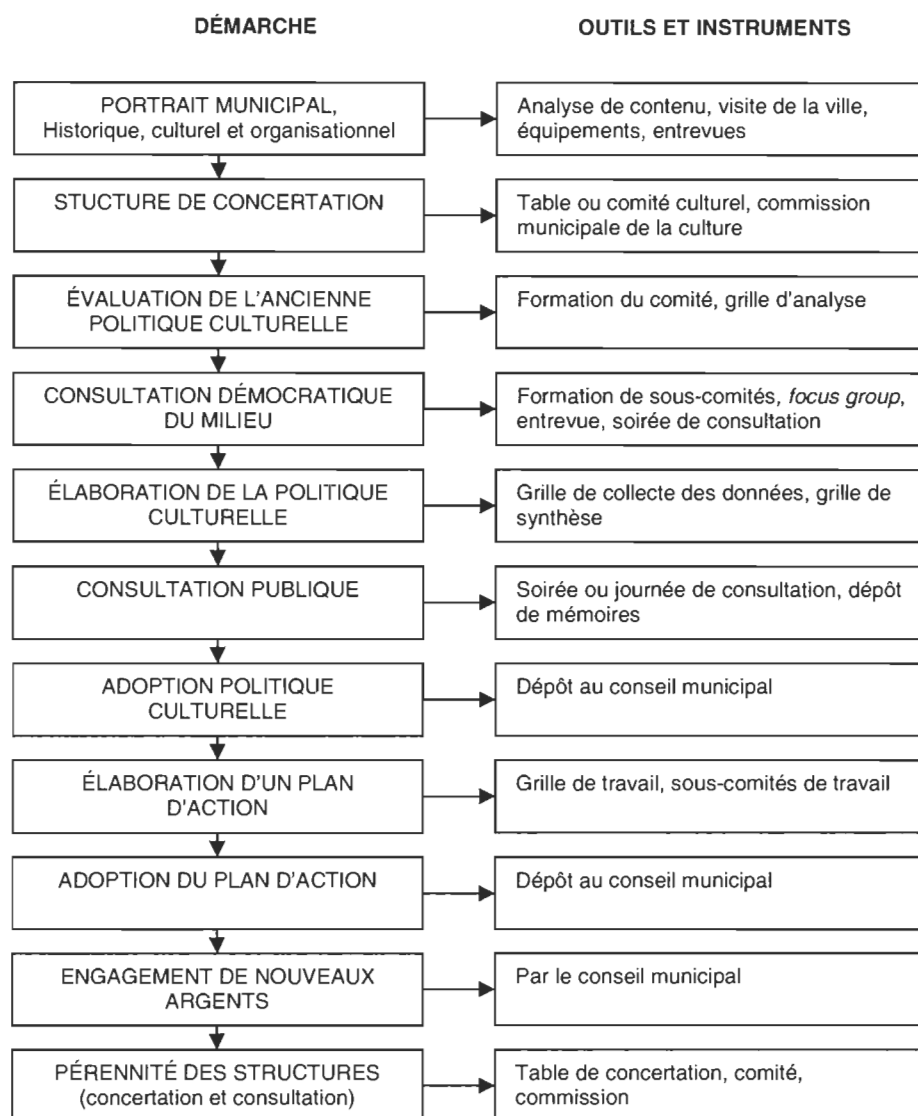 DÉMARCHE
OUTILS ET INSTRUMENTS
PORTRAIT MUNICIPAL,
Historique, culturel et organisationnel
Analyse de contenu, visite de la ville,
équipements, entrevues
STUCTURE DE CONCERTATION
Table ou comité culturel, commission
municipale de la culture
ÉVALUATION DE L'ANCIENNE
POLITIQUE CULTURELLE
Formation du comité, grille d'analyse
CONSULTATION DÉMOCRATIQUE
DU MILIEU
Formation de sous-comités, focus group,
entrevue, soirée de consultation
ÉLABORATION DE LA POLITIQUE
CULTURELLE
Grille de collecte des données, grille de
synthèse
CONSULTATION PUBLIQUE
Soirée ou journée de consultation, dépôt
de mémoires
ADOPTION POLITIQUE
CULTURELLE
Dépôt au conseil municipal
ÉLABORATION D'UN PLAN
D'ACTION
Grille de travail, sous-comités de travail
ADOPTION DU PLAN D'ACTION
Dépôt au conseil municipal
ENGAGEMENT DE NOUVEAUX
ARGENTS
Par le conseil municipal
PÉRENNITÉ DES STRUCTURES
(concertation et consultation)
Table de concertation, comité,
commission